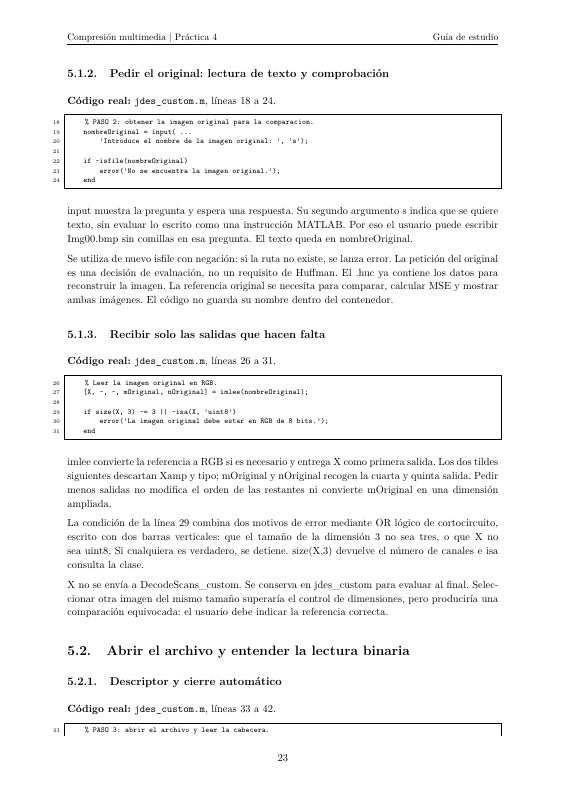 Compresión multimedia | Práctica 4
Guía de estudio
5.1.2. Pedir el original: lectura de texto y comprobación
Código real: jdes_custom.m, líneas 18 a 24.
18 % PASO 2: obtener la imagen original para la comparacion.
19 nombreOriginal = input( ...
20 'Introduce el nombre de la imagen original: ', 's');
21
22 if ~isfile(nombreOriginal)
23 error('No se encuentra la imagen original.');
24 end
input muestra la pregunta y espera una respuesta. Su segundo argumento s indica que se quiere
texto, sin evaluar lo escrito como una instrucción MATLAB. Por eso el usuario puede escribir
Img00.bmp sin comillas en esa pregunta. El texto queda en nombreOriginal.
Se utiliza de nuevo isfile con negación: si la ruta no existe, se lanza error. La petición del original
es una decisión de evaluación, no un requisito de Huffman. El .huc ya contiene los datos para
reconstruir la imagen. La referencia original se necesita para comparar, calcular MSE y mostrar
ambas imágenes. El código no guarda su nombre dentro del contenedor.
5.1.3. Recibir solo las salidas que hacen falta
Código real: jdes_custom.m, líneas 26 a 31.
26 % Leer la imagen original en RGB.
27 [X, ~, ~, mOriginal, nOriginal] = imlee(nombreOriginal);
28
29 if size(X, 3) ~= 3 || ~isa(X, 'uint8')
30 error('La imagen original debe estar en RGB de 8 bits.');
31 end
imlee convierte la referencia a RGB si es necesario y entrega X como primera salida. Los dos tildes
siguientes descartan Xamp y tipo; mOriginal y nOriginal recogen la cuarta y quinta salida. Pedir
menos salidas no modifica el orden de las restantes ni convierte mOriginal en una dimensión
ampliada.
La condición de la línea 29 combina dos motivos de error mediante OR lógico de cortocircuito,
escrito con dos barras verticales: que el tamaño de la dimensión 3 no sea tres, o que X no
sea uint8. Si cualquiera es verdadero, se detiene. size(X,3) devuelve el número de canales e isa
consulta la clase.
X no se envía a DecodeScans_custom. Se conserva en jdes_custom para evaluar al final. Selec-
cionar otra imagen del mismo tamaño superaría el control de dimensiones, pero produciría una
comparación equivocada: el usuario debe indicar la referencia correcta.
5.2. Abrir el archivo y entender la lectura binaria
5.2.1. Descriptor y cierre automático
Código real: jdes_custom.m, líneas 33 a 42.
33 % PASO 3: abrir el archivo y leer la cabecera.
23